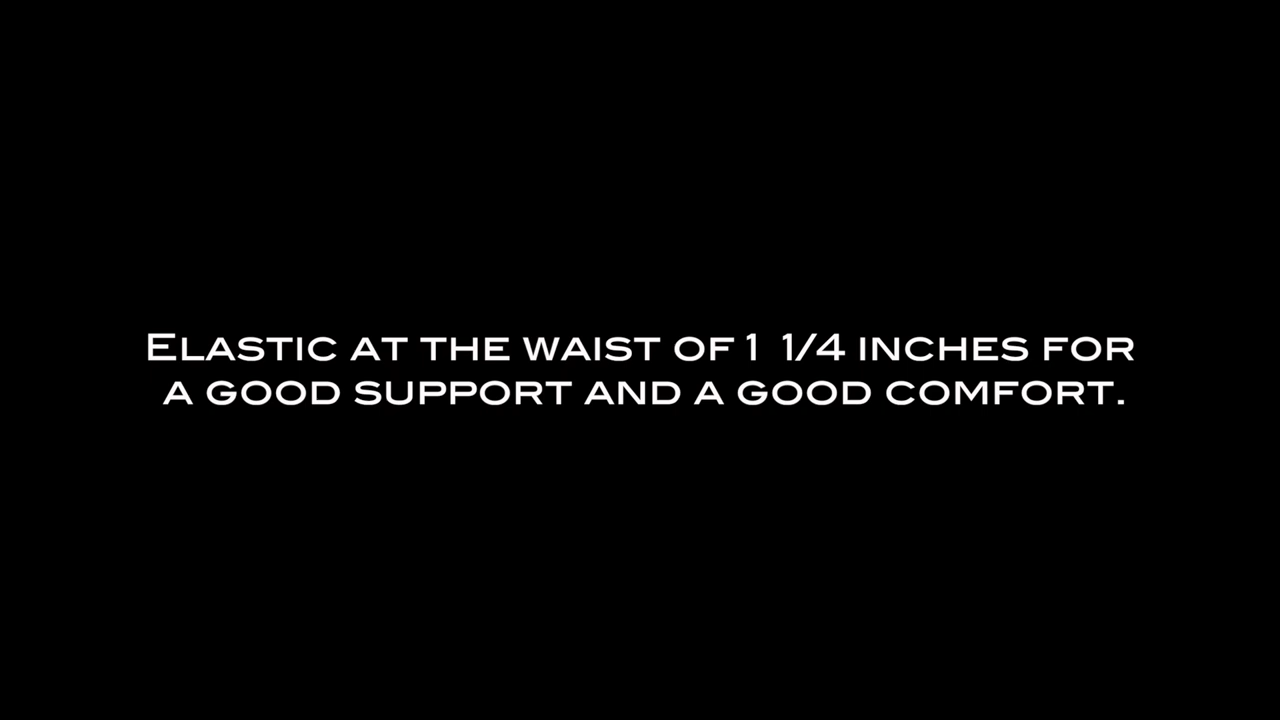 Elastic at the waist of 1 1/4 inches for
a good support and a good comfort.